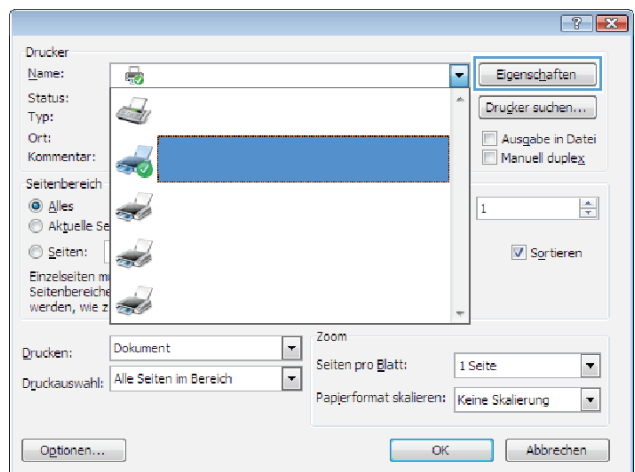 Drucker
Name:
Eigenschaften
Status:
Drucker suchen...
Typ:
Ort:
Ausgabe in Datei
Kommentar:
Manuell duplex
Seitenbereich
Alles
1
Aktuelle Se
Seiten:
Sortieren
Einzelseiten m
Seitenbereiche
werden, wie z
Drucken:
Dokument
Druckauswahl:
Alle Seiten im Bereich
Zoom
Seiten pro Blatt:
1 Seite
Papierformat skalieren:
Keine Skalierung
Optionen...
OK
Abbrechen